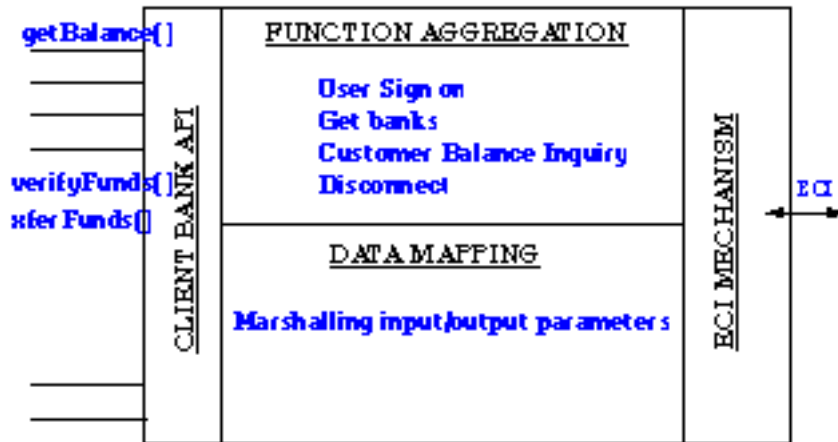 getBalance()
FUNCTION AGGREGATION
User Sign on
Get banks
Customer Balance Inquiry
Disconnect
verifyFunds()
xferFunds()
CLIENT BANK API
DATA MAPPING
Marshalling input/output parameters
ECI MECHANISM
ECI